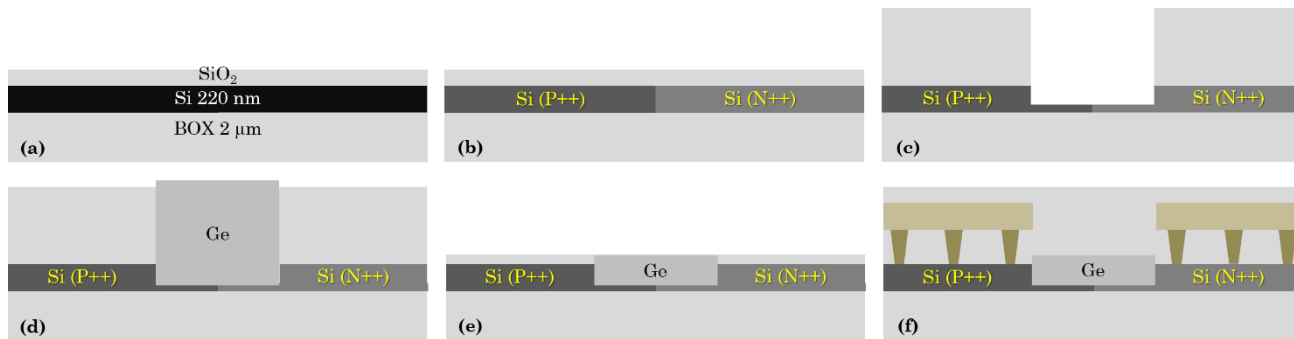 SiO₂
Si 220 nm
BOX 2 µm
(a)
Si (P++) Si (N++)
(b)
Si (P++) Si (N++)
(c)
Ge
Si (P++) Si (N++)
(d)
Si (P++) Ge Si (N++)
(e)
Si (P++) Ge Si (N++)
(f)